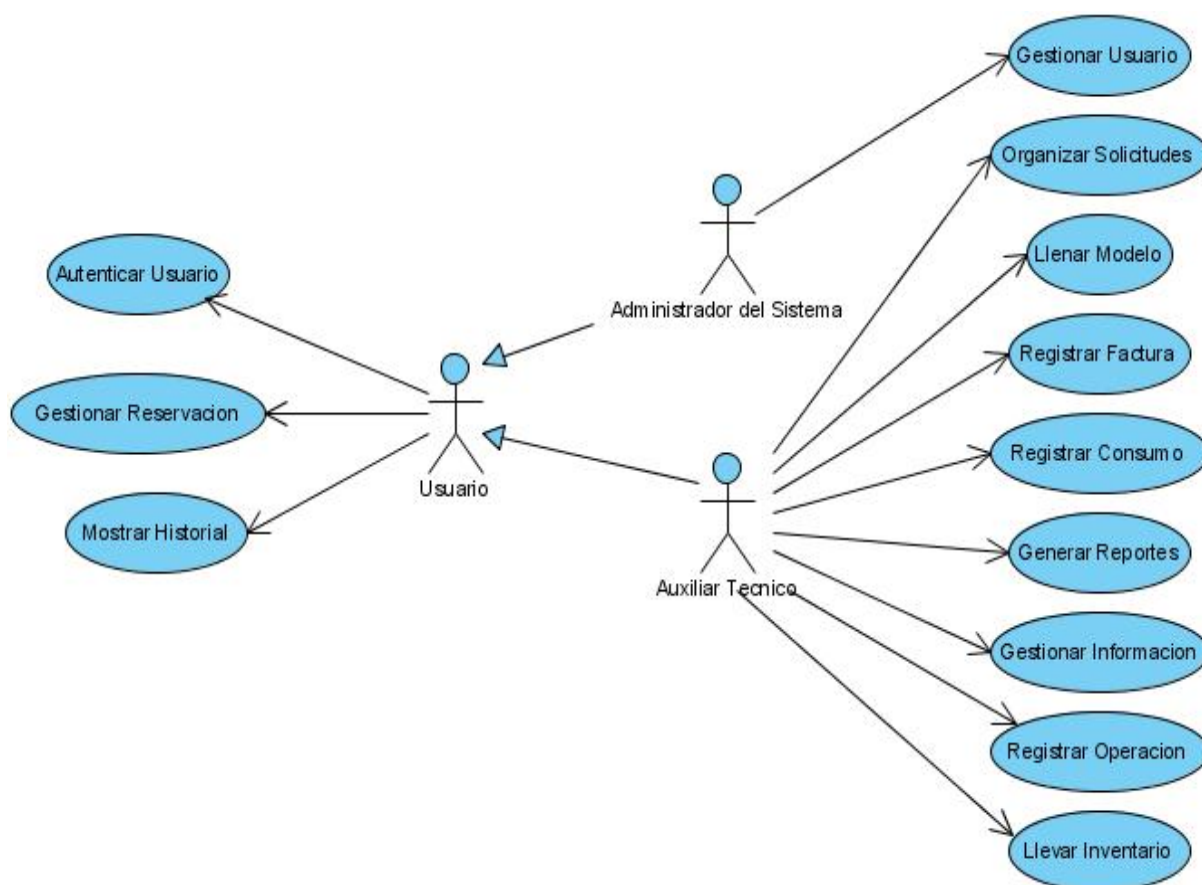 Gestionar Usuario
Organizar Solicitudes
Llenar Modelo
Administrador del Sistema
Autenticar Usuario
Registrar Factura
Gestionar Reservacion
Registrar Consumo
Usuario
Mostrar Historial
Generar Reportes
Auxiliar Tecnico
Gestionar Informacion
Registrar Operacion
Llevar Inventario